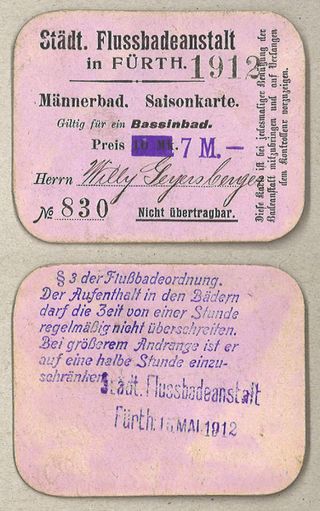 Städt. Flussbadeanstalt
in FÜRTH. 1912
Männerbad. Saisonkarte.
Giltig für ein Bassinbad.
Preis 10 Mk. 7 M.—
Herrn Willy Geyersberger
No 830
Nicht übertragbar.
Diese Karte ist bei jedesmaliger Benützung der
Badeanstalt mitzubringen und auf Verlangen
dem Kontrolleur vorzuzeigen.
§ 3 der Flußbadeordnung.
Der Aufenthalt in den Bädern
darf die Zeit von einer Stunde
regelmäßig nicht überschreiten.
Bei größerem Andrange ist er
auf eine halbe Stunde einzu-
schränken.
Städt. Flussbadeanstalt
Fürth. MAI 1912